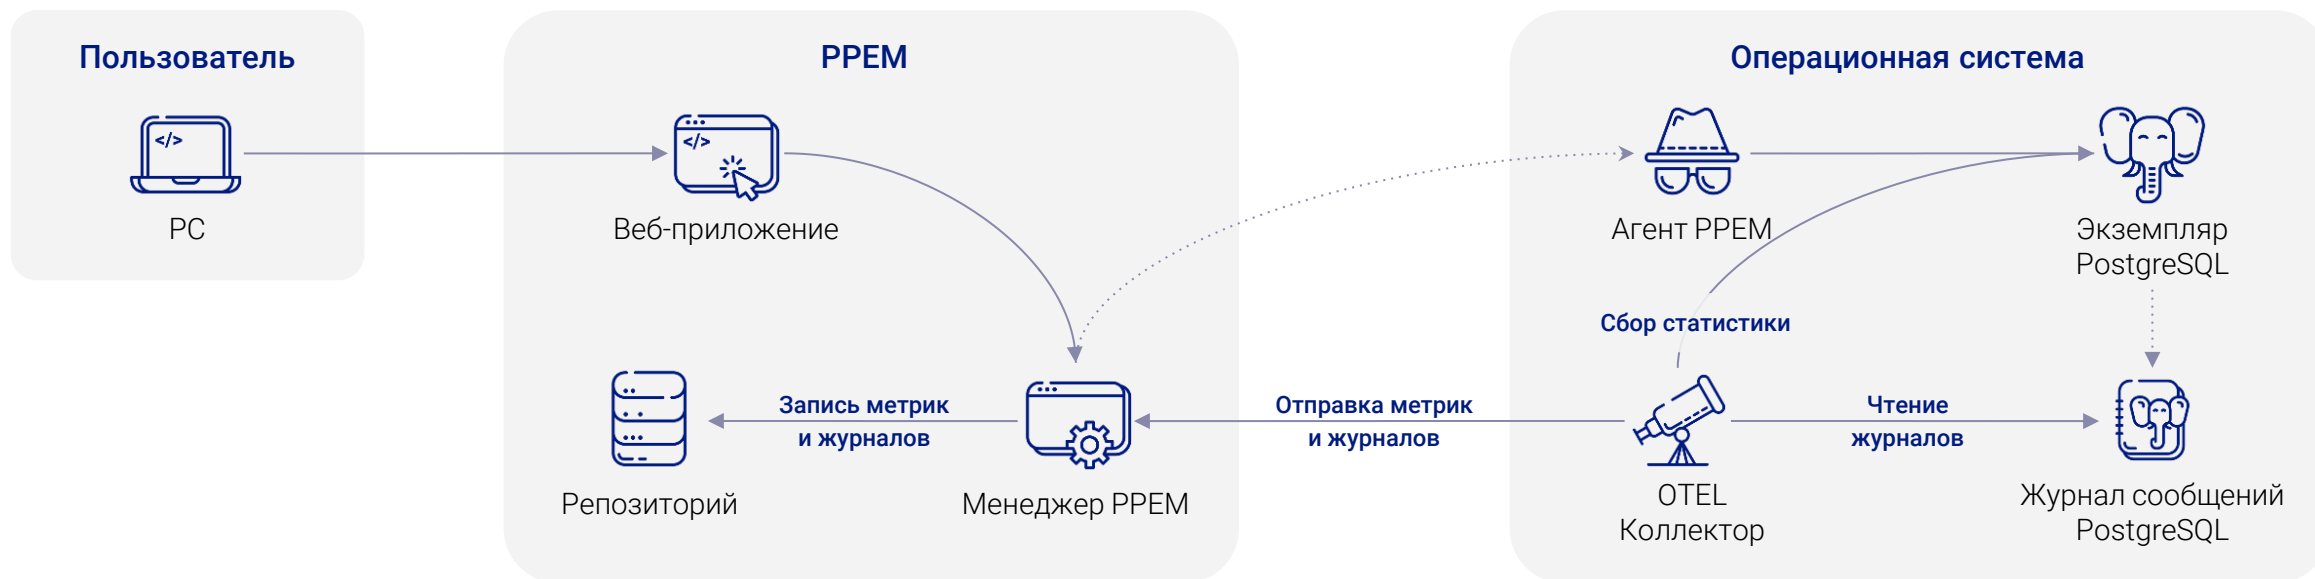 Пользователь
</>
PC
PPEM
</>
Веб-приложение
Репозиторий
Запись метрик
и журналов
Менеджер PPEM
Отправка метрик
и журналов
Операционная система
Агент PPEM
Экземпляр
PostgreSQL
Сбор статистики
OTEL
Коллектор
Чтение
журналов
Журнал сообщений
PostgreSQL